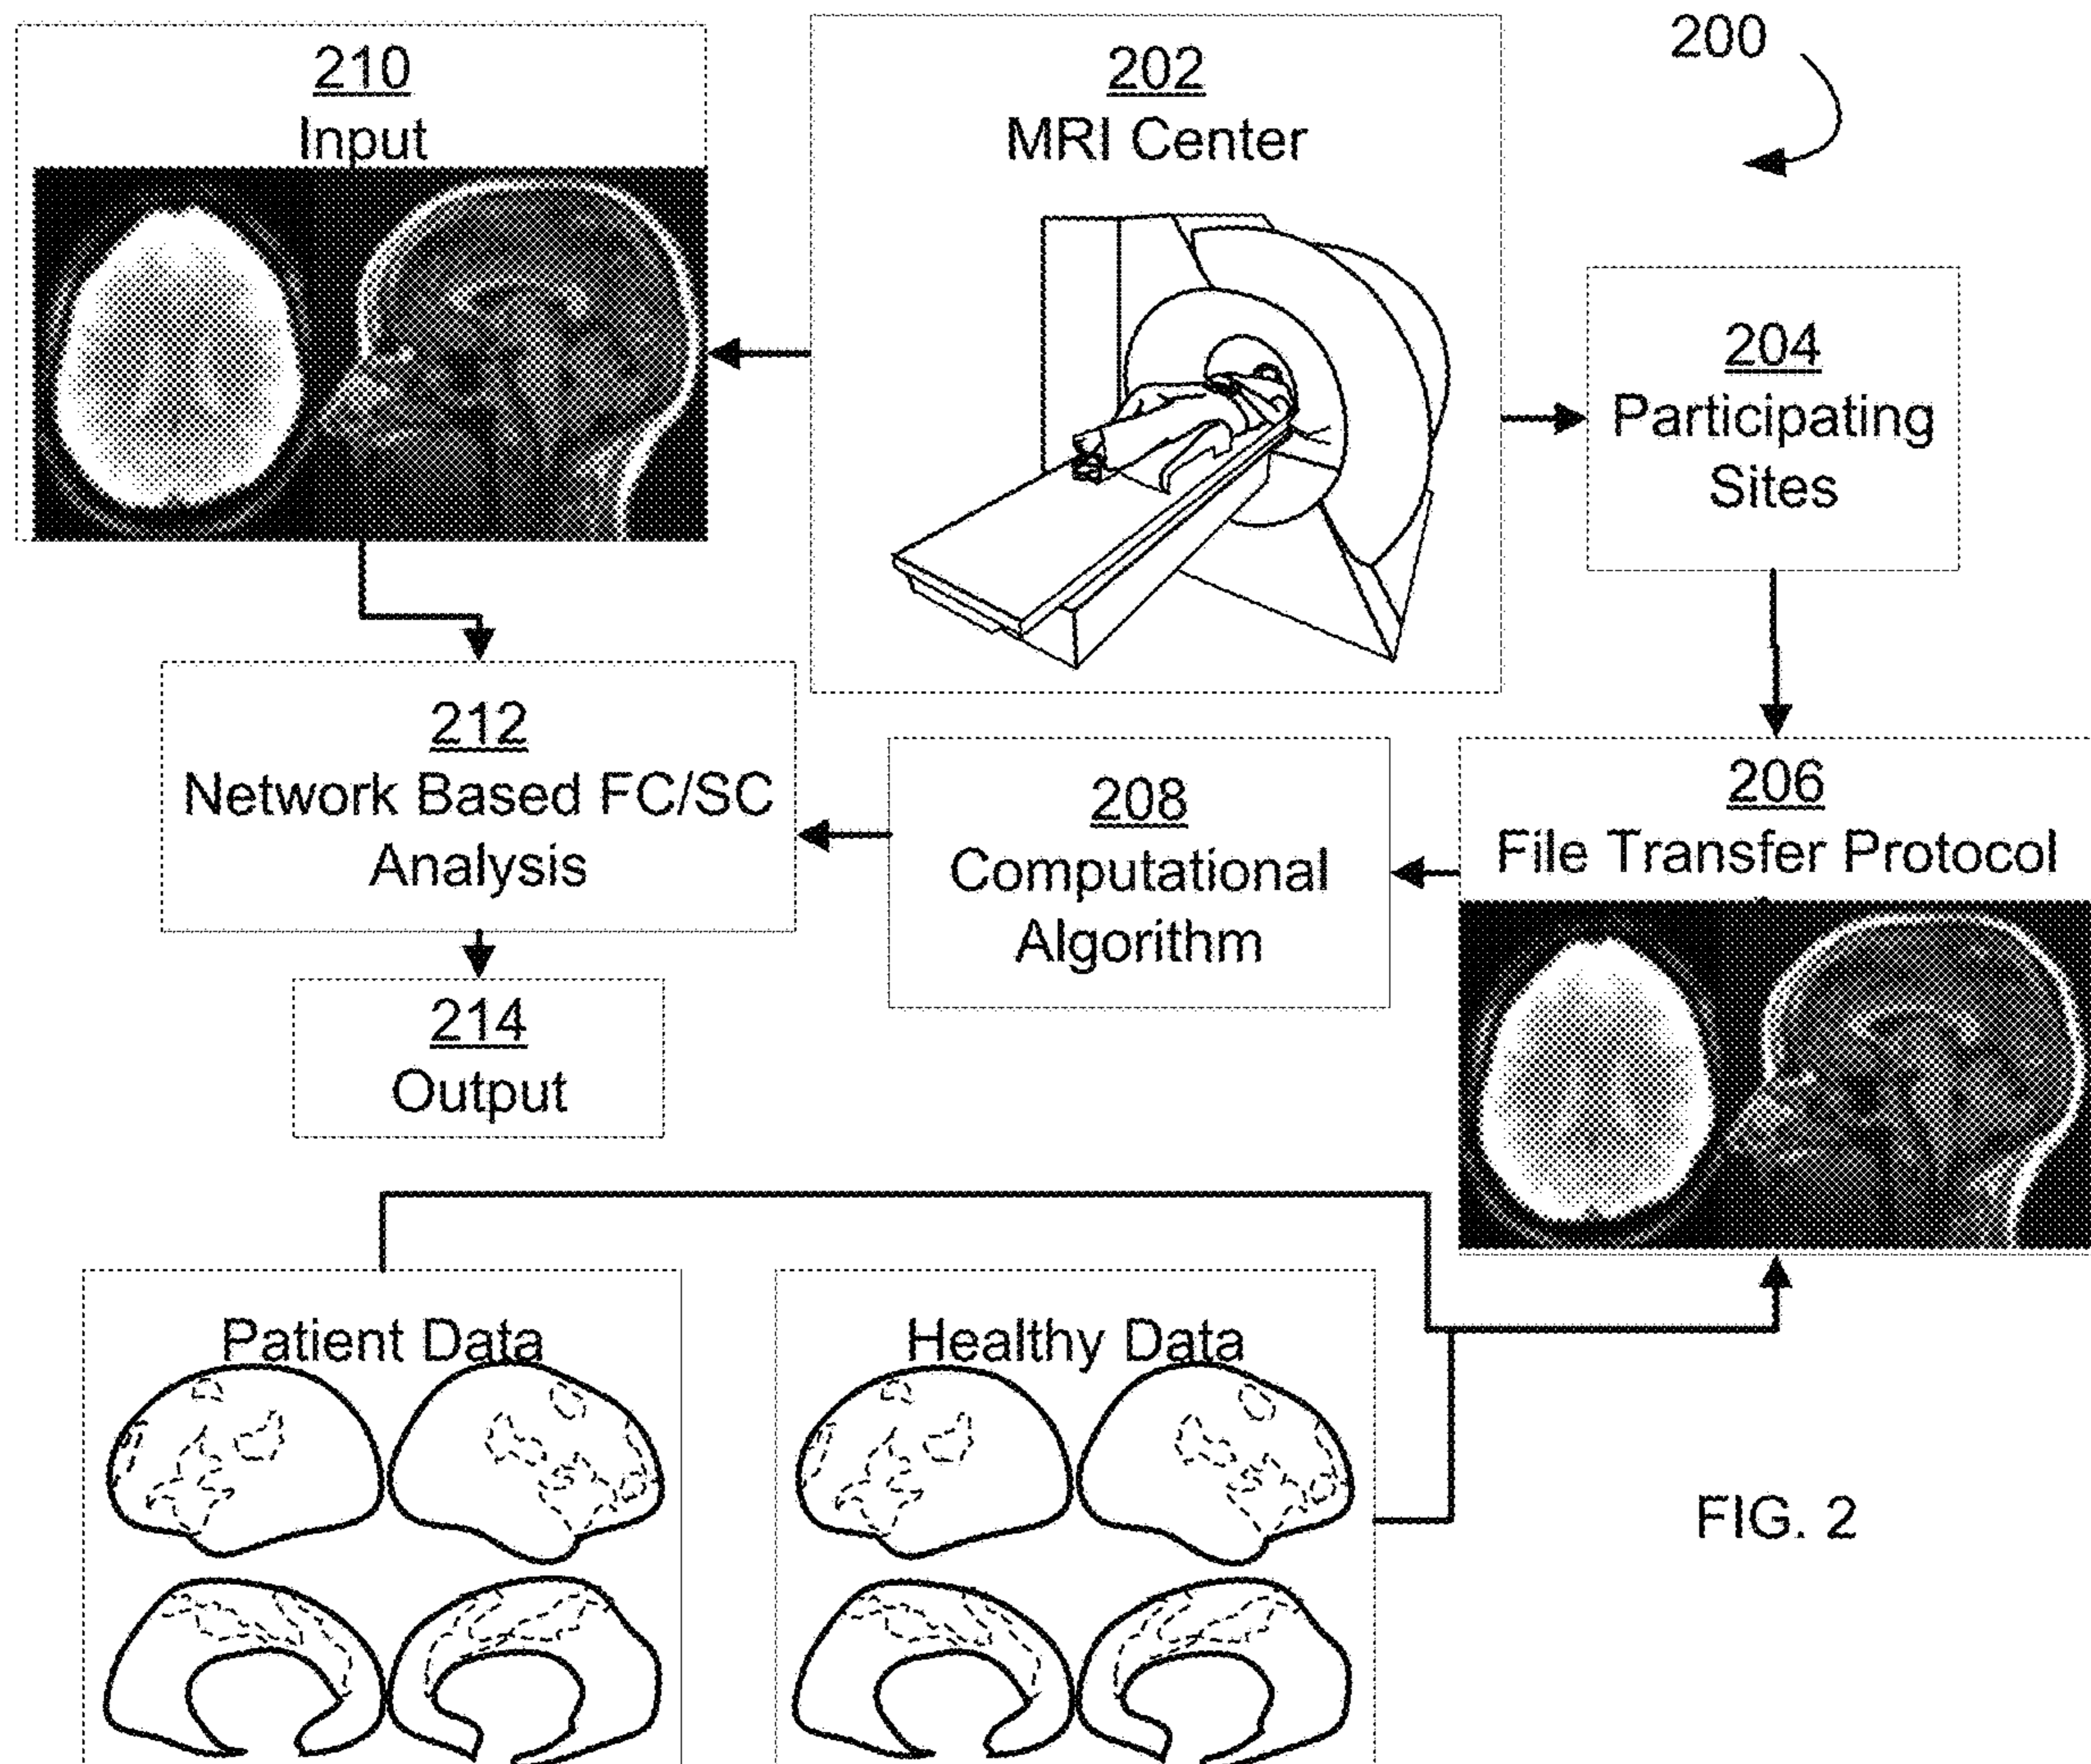 210
Input
202
MRI Center
200
204
Participating
Sites
212
Network Based FC/SC
Analysis
208
Computational
Algorithm
206
File Transfer Protocol
214
Output
Patient Data
Healthy Data
FIG. 2